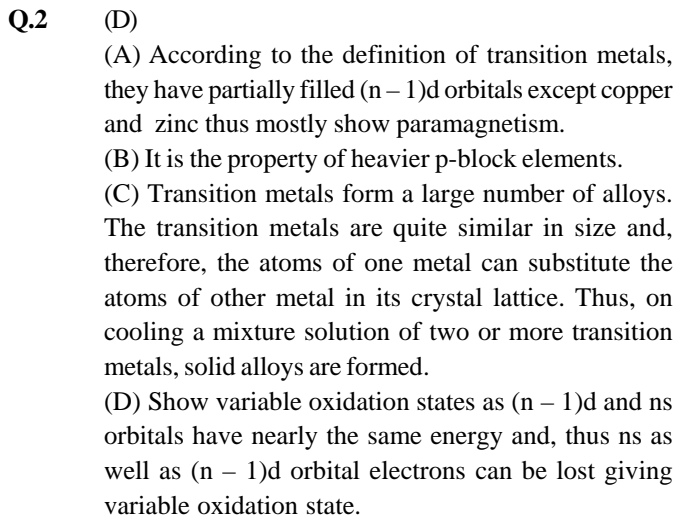 Q.2 (D)
(A) According to the definition of transition metals,
they have partially filled (n – 1)d orbitals except copper
and zinc thus mostly show paramagnetism.
(B) It is the property of heavier p-block elements.
(C) Transition metals form a large number of alloys.
The transition metals are quite similar in size and,
therefore, the atoms of one metal can substitute the
atoms of other metal in its crystal lattice. Thus, on
cooling a mixture solution of two or more transition
metals, solid alloys are formed.
(D) Show variable oxidation states as (n – 1)d and ns
orbitals have nearly the same energy and, thus ns as
well as (n – 1)d orbital electrons can be lost giving
variable oxidation state.